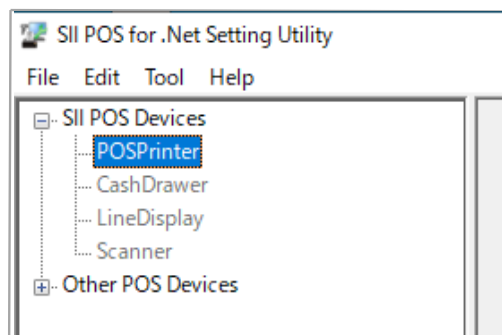 SII POS for .Net Setting Utility
File Edit Tool Help
SII POS Devices
POSPrinter
CashDrawer
LineDisplay
Scanner
Other POS Devices